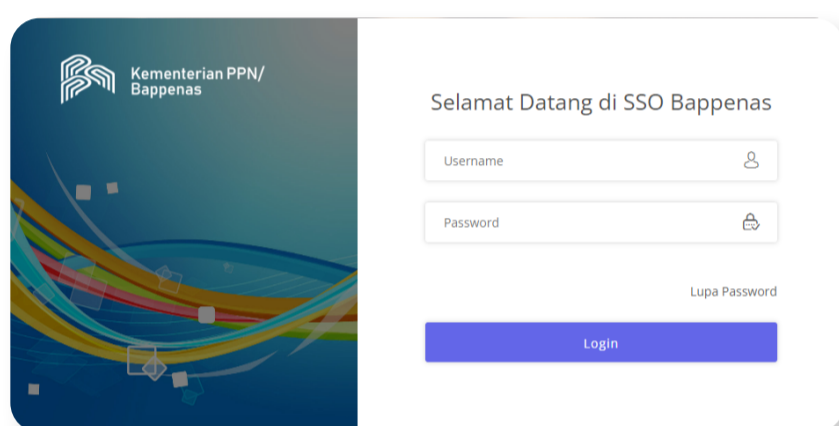 Kementerian PPN/
Bappenas
Selamat Datang di SSO Bappenas
Username
Password
Lupa Password
Login